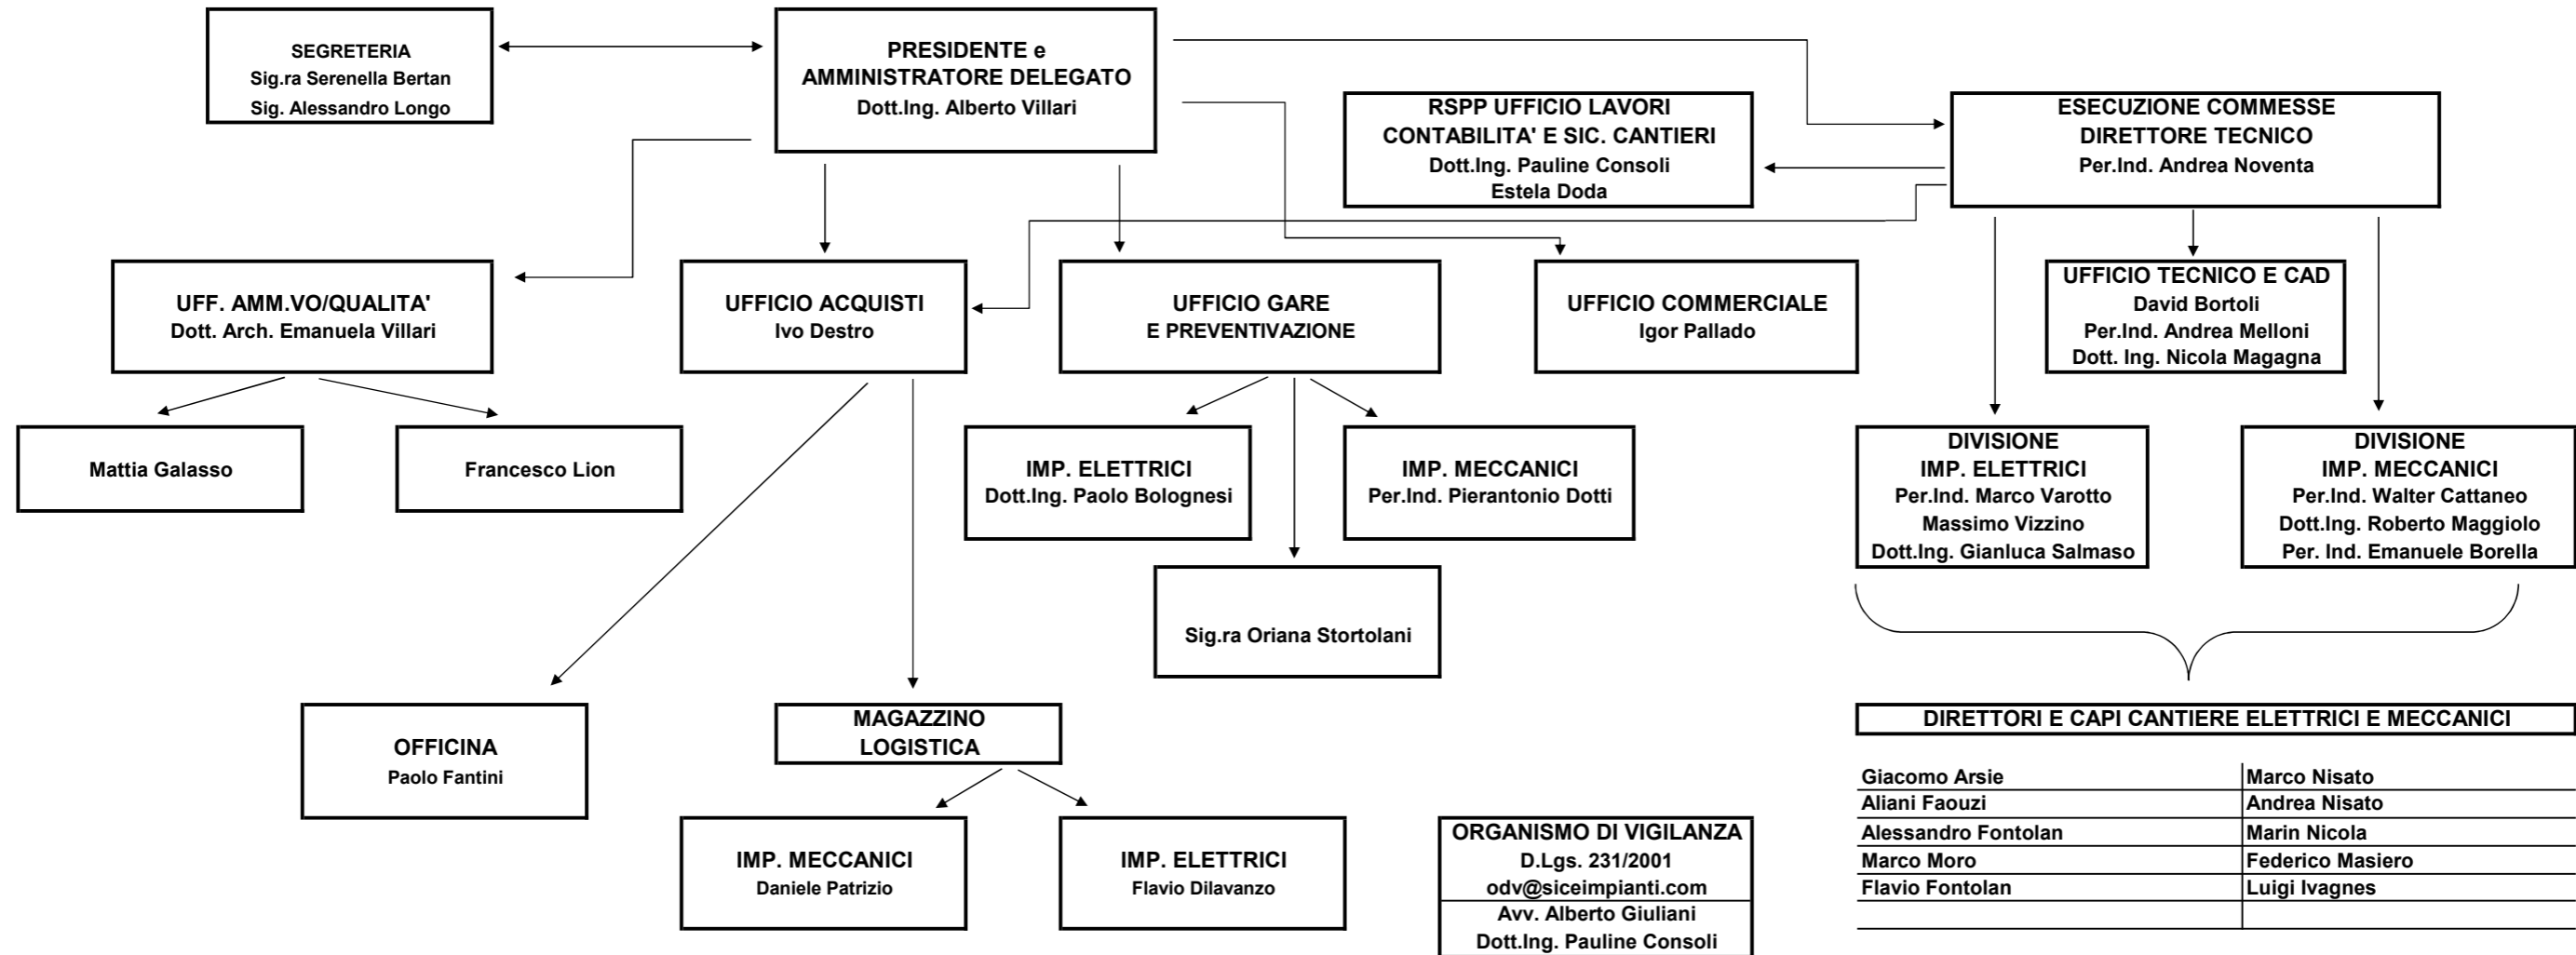 SEGRETERIA
Sig.ra Serenella Bertan
Sig. Alessandro Longo
PRESIDENTE e
AMMINISTRATORE DELEGATO
Dott.Ing. Alberto Villari
RSPP UFFICIO LAVORI
CONTABILITA' E SIC. CANTIERI
Dott.Ing. Pauline Consoli
Estela Doda
ESECUZIONE COMMESSE
DIRETTORE TECNICO
Per.Ind. Andrea Noventa
UFF. AMM.VO/QUALITA'
Dott. Arch. Emanuela Villari
UFFICIO ACQUISTI
Ivo Destro
UFFICIO GARE
E PREVENTIVAZIONE
UFFICIO COMMERCIALE
Igor Pallado
UFFICIO TECNICO E CAD
David Bortoli
Per.Ind. Andrea Melloni
Dott. Ing. Nicola Magagna
Mattia Galasso
Francesco Lion
IMP. ELETTRICI
Dott.Ing. Paolo Bolognesi
IMP. MECCANICI
Per.Ind. Pierantonio Dotti
DIVISIONE
IMP. ELETTRICI
Per.Ind. Marco Varotto
Massimo Vizzino
Dott.Ing. Gianluca Salmaso
DIVISIONE
IMP. MECCANICI
Per.Ind. Walter Cattaneo
Dott.Ing. Roberto Maggiolo
Per. Ind. Emanuele Borella
Sig.ra Oriana Stortolani
OFFICINA
Paolo Fantini
MAGAZZINO
LOGISTICA
DIRETTORI E CAPI CANTIERE ELETTRICI E MECCANICI
Giacomo Arsie Marco Nisato
Aliani Faouzi Andrea Nisato
Alessandro Fontolan Marin Nicola
Marco Moro Federico Masiero
Flavio Fontolan Luigi Ivagnes
IMP. MECCANICI
Daniele Patrizio
IMP. ELETTRICI
Flavio Dilavanzo
ORGANISMO DI VIGILANZA
D.Lgs. 231/2001
odv@siceimpianti.com
Avv. Alberto Giuliani
Dott.Ing. Pauline Consoli